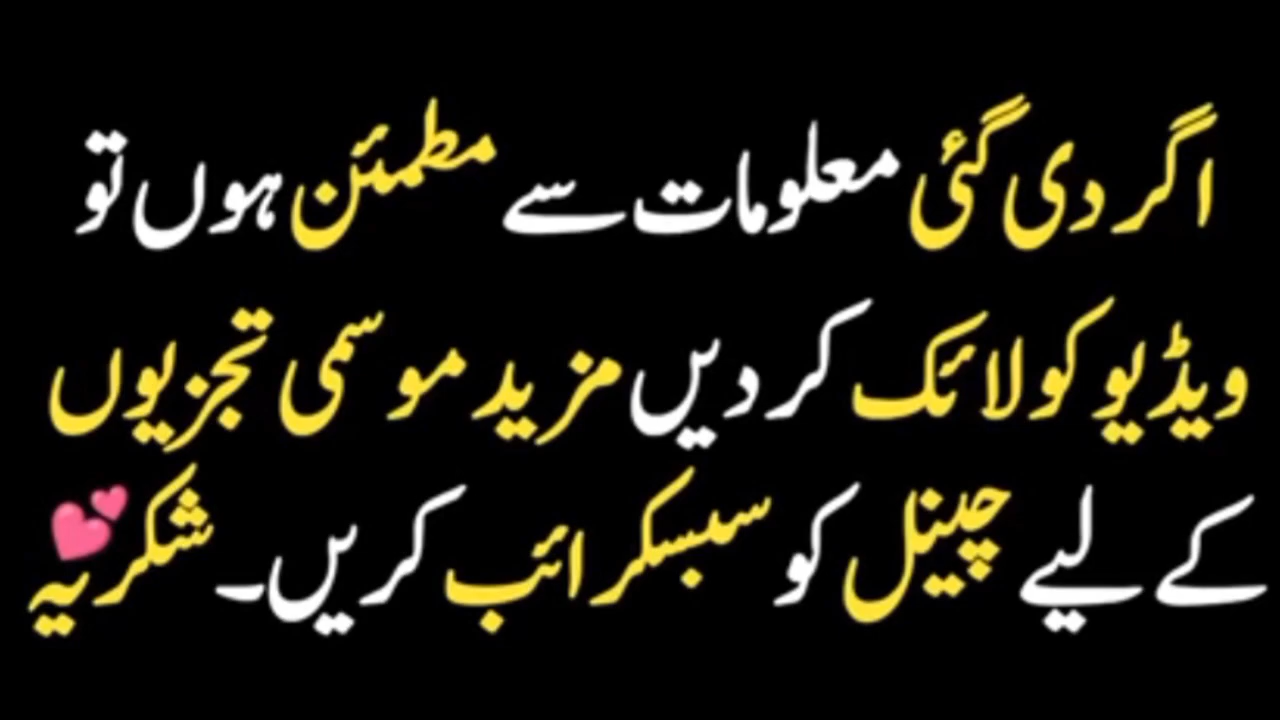 اگر دی گئی معلومات سے مطمئن ہوں تو
ویڈیو کو لائک کر دیں مزید موسمی تجزیوں
کے لیے چینل کو سبسکرائب کریں۔ شکریہ 💕